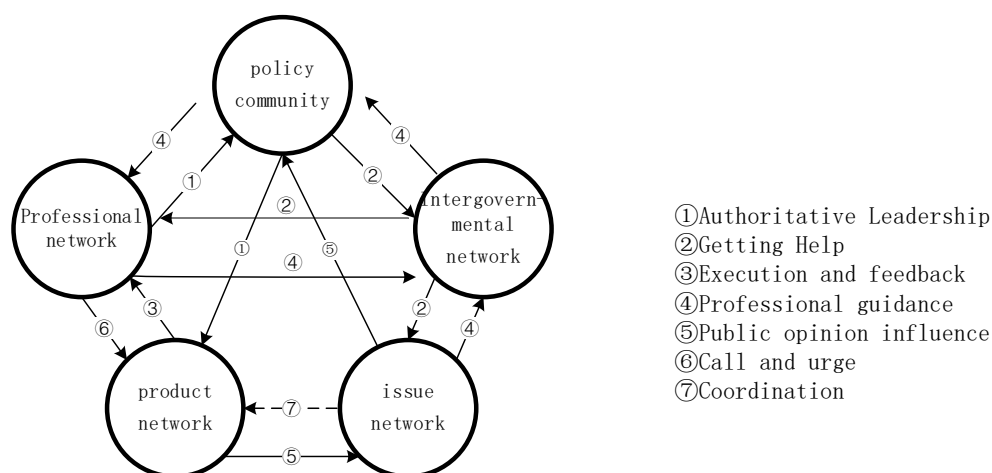 policy
community
④
④
①
②
Professional
network
②
Intergovern-
mental
network
①
⑤
④
③
⑥
②
④
product
network
⑦
issue
network
⑤
①Authoritative Leadership
②Getting Help
③Execution and feedback
④Professional guidance
⑤Public opinion influence
⑥Call and urge
⑦Coordination